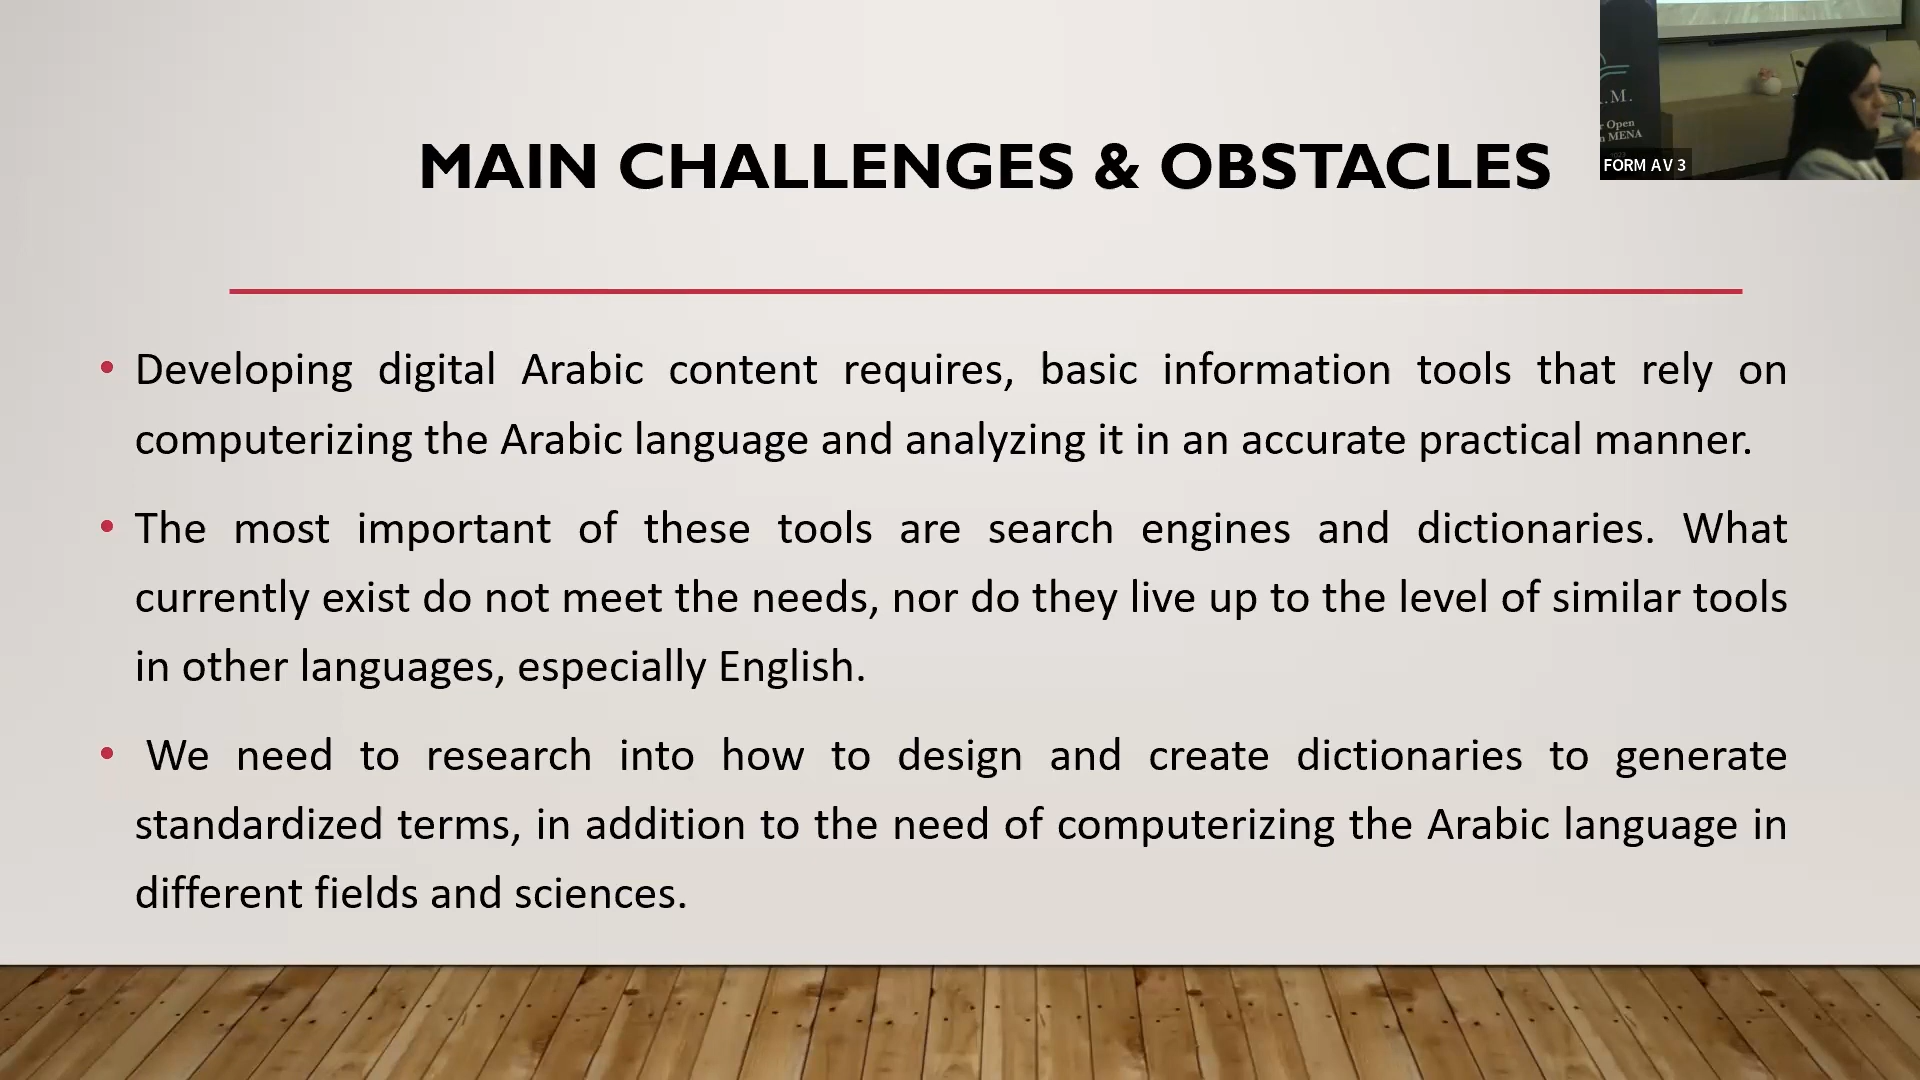 MAIN CHALLENGES & OBSTACLES
.M.
r Open
n MENA
FORM AV 3
• Developing digital Arabic content requires, basic information tools that rely on
computerizing the Arabic language and analyzing it in an accurate practical manner.
• The most important of these tools are search engines and dictionaries. What
currently exist do not meet the needs, nor do they live up to the level of similar tools
in other languages, especially English.
• We need to research into how to design and create dictionaries to generate
standardized terms, in addition to the need of computerizing the Arabic language in
different fields and sciences.